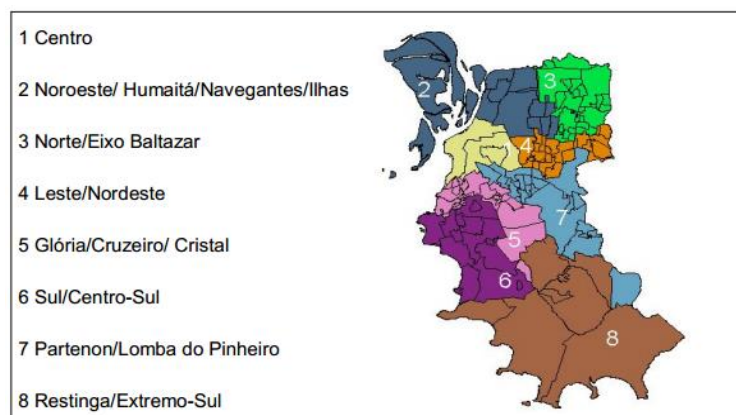 1 Centro
2 Noroeste/ Humaitá/Navegantes/Ilhas
3 Norte/Eixo Baltazar
4 Leste/Nordeste
5 Glória/Cruzeiro/ Cristal
6 Sul/Centro-Sul
7 Partenon/Lomba do Pinheiro
8 Restinga/Extremo-Sul
2
3
1
4
7
5
6
8